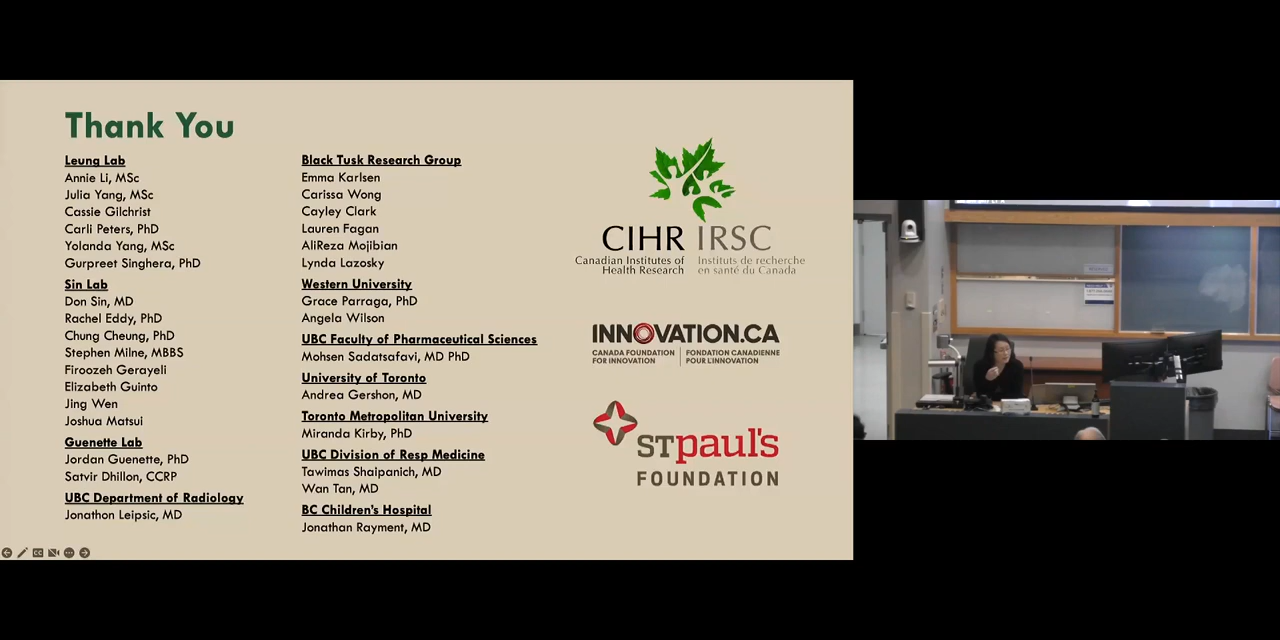 Thank You
Leung Lab
Annie Li, MSc
Julia Yang, MSc
Cassie Gilchrist
Carli Peters, PhD
Yolanda Yang, MSc
Gurpreet Singhera, PhD
Sin Lab
Don Sin, MD
Rachel Eddy, PhD
Chung Cheung, PhD
Stephen Milne, MBBS
Firoozeh Gerayeli
Elizabeth Guinto
Jing Wen
Joshua Matsui
Guenette Lab
Jordan Guenette, PhD
Satvir Dhillon, CCRP
UBC Department of Radiology
Jonathon Leipsic, MD
Black Tusk Research Group
Emma Karlsen
Carissa Wong
Cayley Clark
Lauren Fagan
AliReza Mojibian
Lynda Lazosky
Western University
Grace Parraga, PhD
Angela Wilson
UBC Faculty of Pharmaceutical Sciences
Mohsen Sadatsafavi, MD PhD
University of Toronto
Andrea Gershon, MD
Toronto Metropolitan University
Miranda Kirby, PhD
UBC Division of Resp Medicine
Tawimas Shaipanich, MD
Wan Tan, MD
BC Children's Hospital
Jonathan Rayment, MD
CIHR IRSC
Canadian Institutes of Health Research
Instituts de recherche en santé du Canada
INNOVATION.CA
CANADA FOUNDATION FOR INNOVATION
FONDATION CANADIENNE POUR L'INNOVATION
STPAUL'S
FOUNDATION